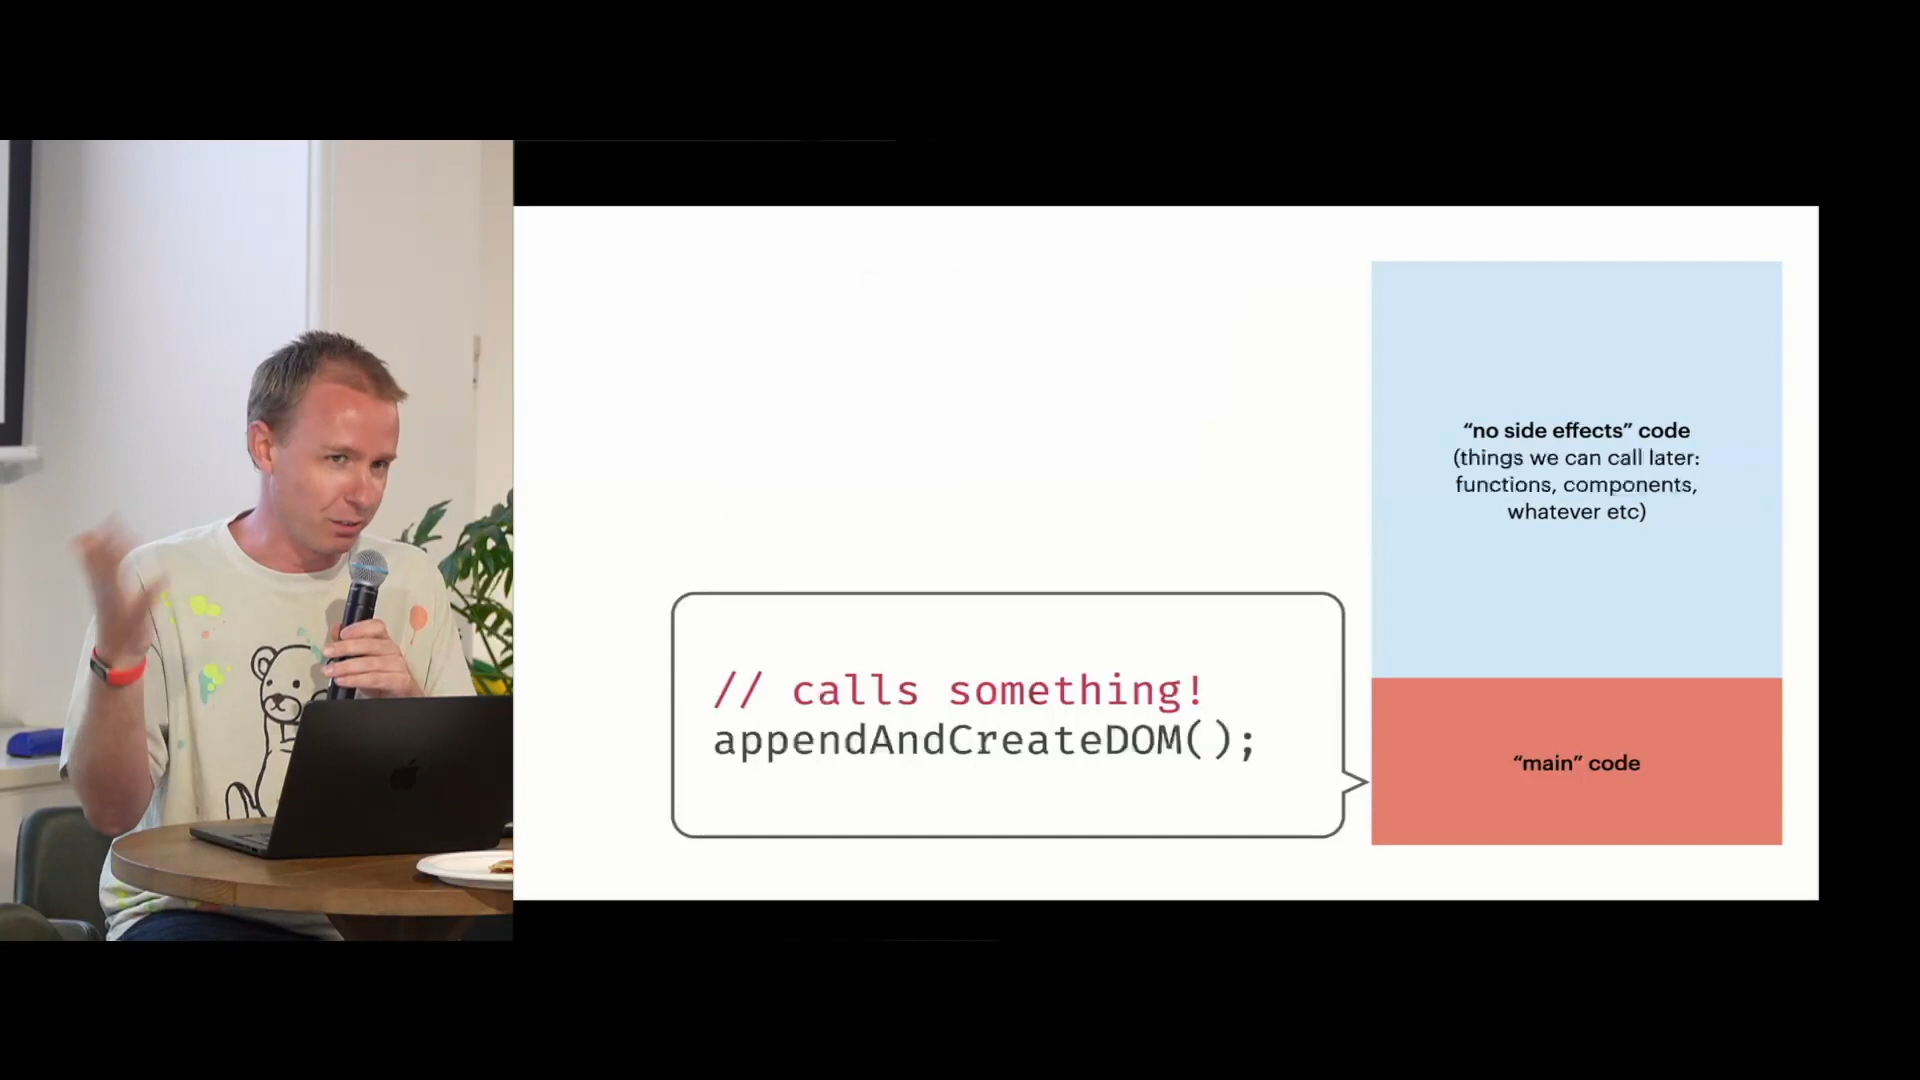 “no side effects” code
(things we can call later:
functions, components,
whatever etc)
// calls something!
appendAndCreateDOM();
“main” code